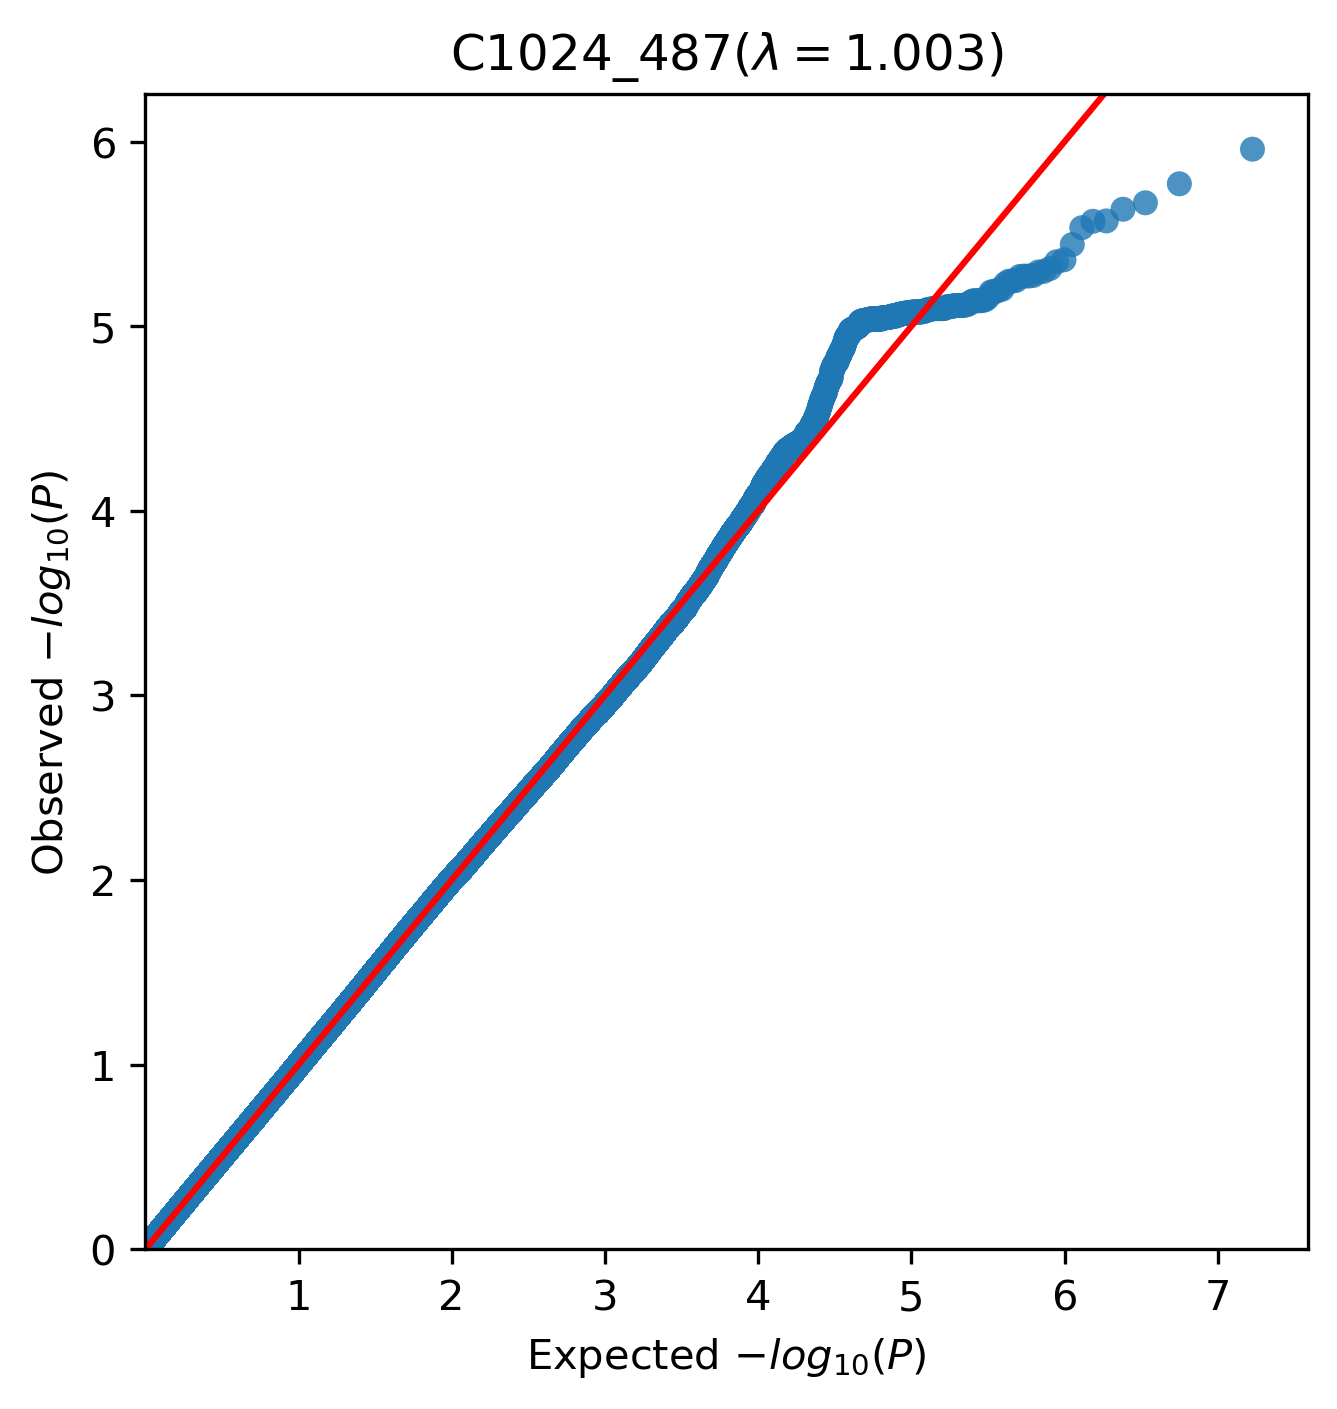 C1024_487(λ = 1.003)
Observed −log₁₀(P)
6
5
4
3
2
1
0
1 2 3 4 5 6 7
Expected −log₁₀(P)